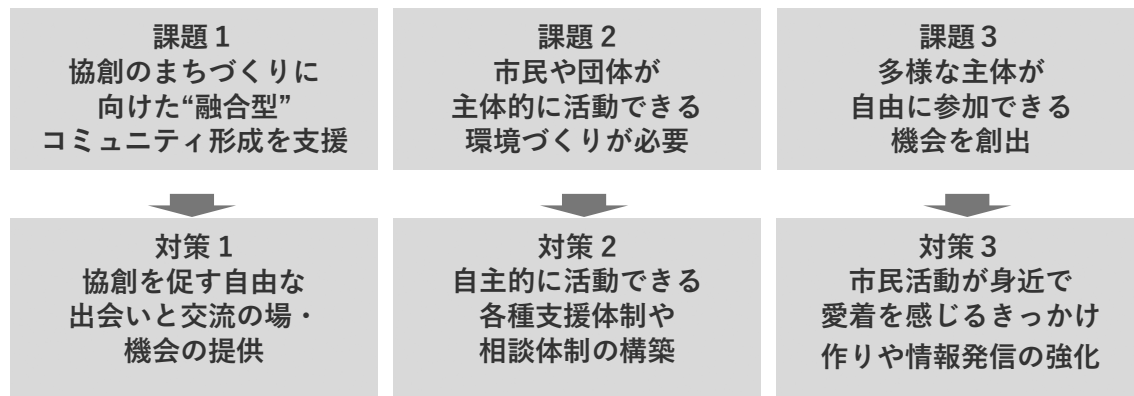 課題１
協創のまちづくりに
向けた“融合型”
コミュニティ形成を支援
課題２
市民や団体が
主体的に活動できる
環境づくりが必要
課題３
多様な主体が
自由に参加できる
機会を創出
対策１
協創を促す自由な
出会いと交流の場・
機会の提供
対策２
自主的に活動できる
各種支援体制や
相談体制の構築
対策３
市民活動が身近で
愛着を感じるきっかけ
作りや情報発信の強化